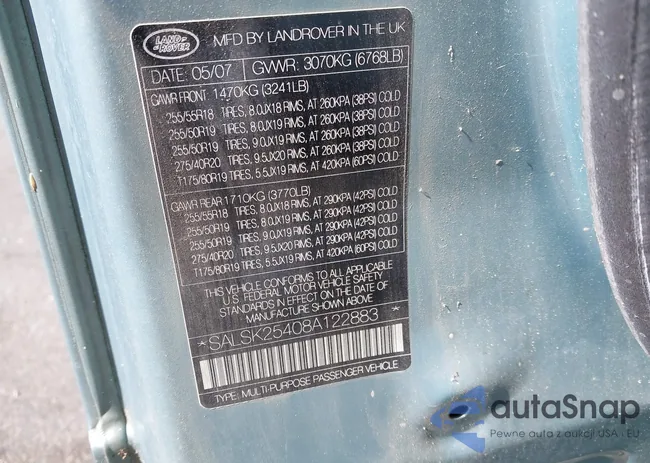 LAND
ROVER
MFD BY LANDROVER IN THE UK
DATE: 05/07 GVWR: 3070KG (6768LB)
GAWR FRONT: 1470KG (3241LB)
255/55R18 TIRES, 8.0JX18 RIMS, AT 260KPA (38PSI) COLD
255/50R19 TIRES, 8.0JX19 RIMS, AT 260KPA (38PSI) COLD
255/50R19 TIRES, 9.0JX19 RIMS, AT 260KPA (38PSI) COLD
275/40R20 TIRES, 9.5JX20 RIMS, AT 260KPA (38PSI) COLD
T175/80R19 TIRES, 5.5JX19 RIMS, AT 420KPA (60PSI) COLD
GAWR REAR 1710KG (3770LB)
255/55R18 TIRES, 8.0JX18 RIMS, AT 290KPA (42PSI) COLD
255/50R19 TIRES, 8.0JX19 RIMS, AT 290KPA (42PSI) COLD
255/50R19 TIRES, 9.0JX19 RIMS, AT 290KPA (42PSI) COLD
275/40R20 TIRES, 9.5JX20 RIMS, AT 290KPA (42PSI) COLD
T175/80R19 TIRES, 5.5JX19 RIMS, AT 420KPA (60PSI) COLD
THIS VEHICLE CONFORMS TO ALL APPLICABLE
U.S. FEDERAL MOTOR VEHICLE SAFETY
STANDARDS IN EFFECT ON THE DATE OF
MANUFACTURE SHOWN ABOVE
*SALSK25408A122883*
TYPE: MULTI-PURPOSE PASSENGER VEHICLE
autaSnap
Pewne auta z aukcji USA i EU